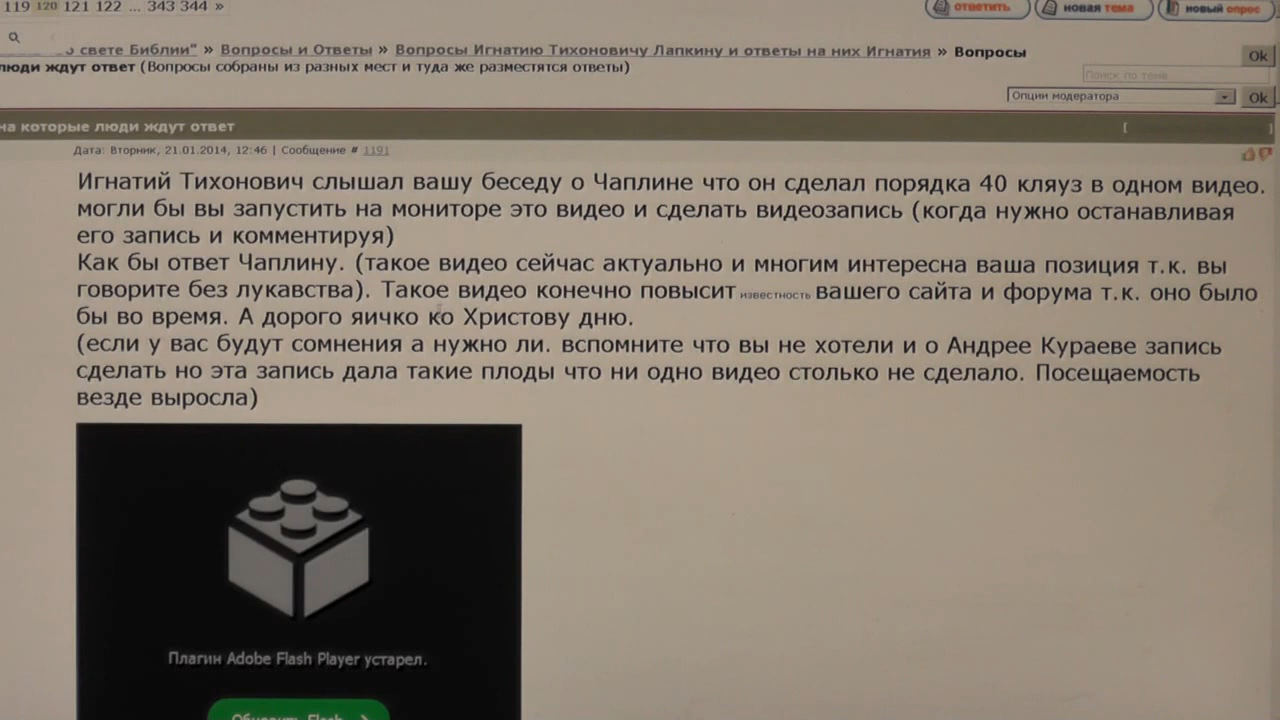 119 120 121 122 ... 343 344 »
ответить
новая тема
новый опрос
о свете Библии" » Вопросы и Ответы » Вопросы Игнатию Тихоновичу Лапкину и ответы на них Игнатия » Вопросы
люди ждут ответ (Вопросы собраны из разных мест и туда же разместятся ответы)
Ok
Поиск по теме
Опции модератора
Ok
на которые люди ждут ответ
[ ]
Дата: Вторник, 21.01.2014, 12:46 | Сообщение # 1191
Игнатий Тихонович слышал вашу беседу о Чаплине что он сделал порядка 40 кляуз в одном видео.
могли бы вы запустить на мониторе это видео и сделать видеозапись (когда нужно останавливая
его запись и комментируя)
Как бы ответ Чаплину. (такое видео сейчас актуально и многим интересна ваша позиция т.к. вы
говорите без лукавства). Такое видео конечно повысит известность вашего сайта и форума т.к. оно было
бы во время. А дорого яичко ко Христову дню.
(если у вас будут сомнения а нужно ли. вспомните что вы не хотели и о Андрее Кураеве запись
сделать но эта запись дала такие плоды что ни одно видео столько не сделало. Посещаемость
везде выросла)
Плагин Adobe Flash Player устарел.
Обновить Flash